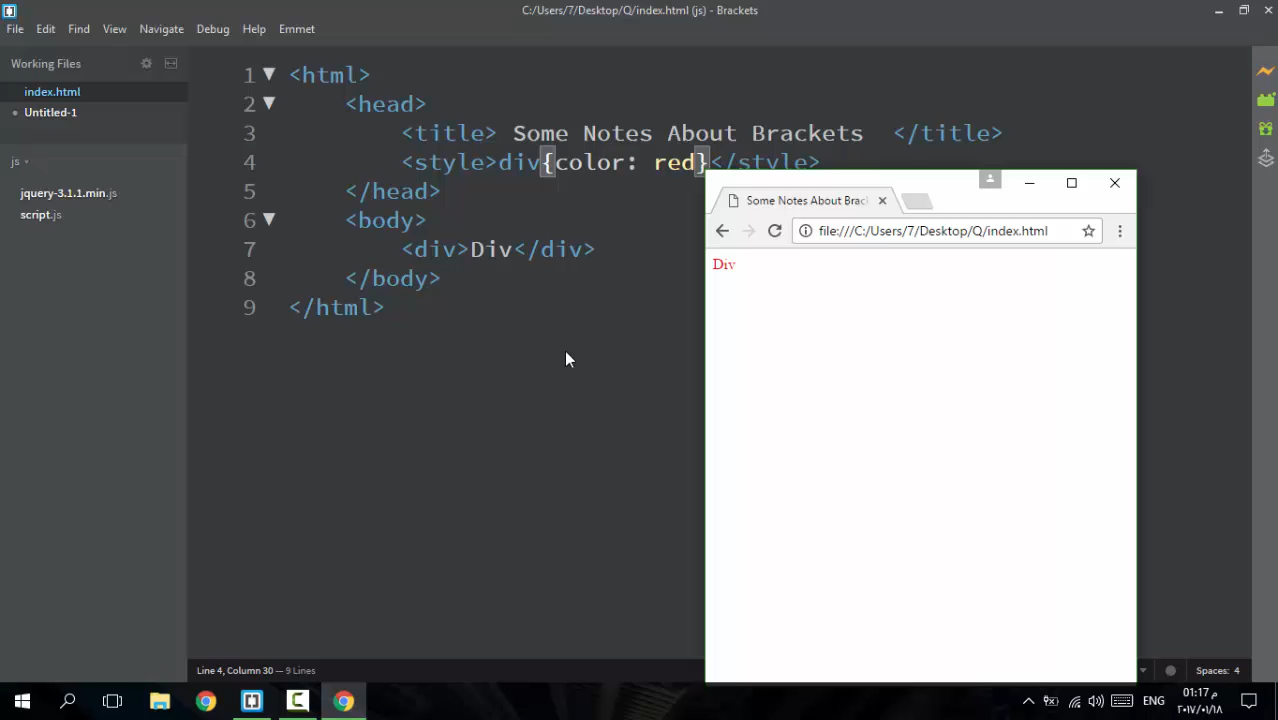 C:/Users/7/Desktop/Q/index.html (js) - Brackets
File Edit Find View Navigate Debug Help Emmet
Working Files
index.html
Untitled-1
js
jquery-3.1.1.min.js
script.js
1 <html>
2 <head>
3 <title> Some Notes About Brackets </title>
4 <style>div{color: red}</style>
5 </head>
6 <body>
7 <div>Div</div>
8 </body>
9 </html>
Some Notes About Brac
file:///C:/Users/7/Desktop/Q/index.html
Div
Line 4, Column 30 — 9 Lines
Spaces: 4
ENG
01:17 م
٢٠١٧/٠١/١٨